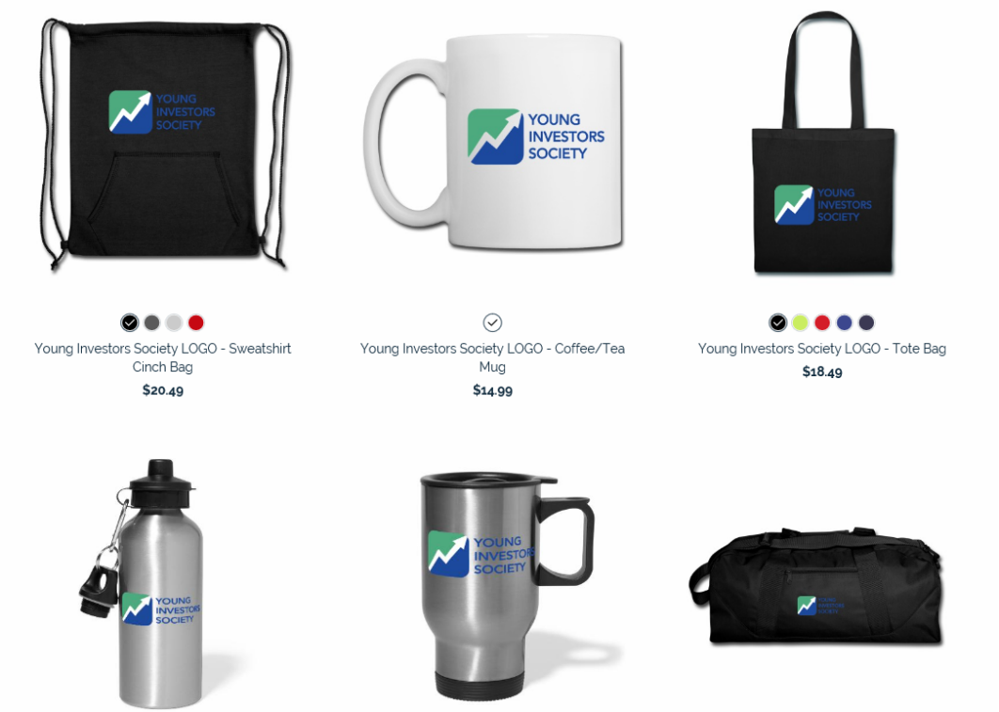 YOUNG
INVESTORS
SOCIETY
YOUNG
INVESTORS
SOCIETY
YOUNG
INVESTORS
SOCIETY
Young Investors Society LOGO - Sweatshirt
Cinch Bag
$20.49
Young Investors Society LOGO - Coffee/Tea
Mug
$14.99
Young Investors Society LOGO - Tote Bag
$18.49
YOUNG
INVESTORS
SOCIETY
YOUNG
INVESTORS
SOCIETY
YOUNG
INVESTORS
SOCIETY